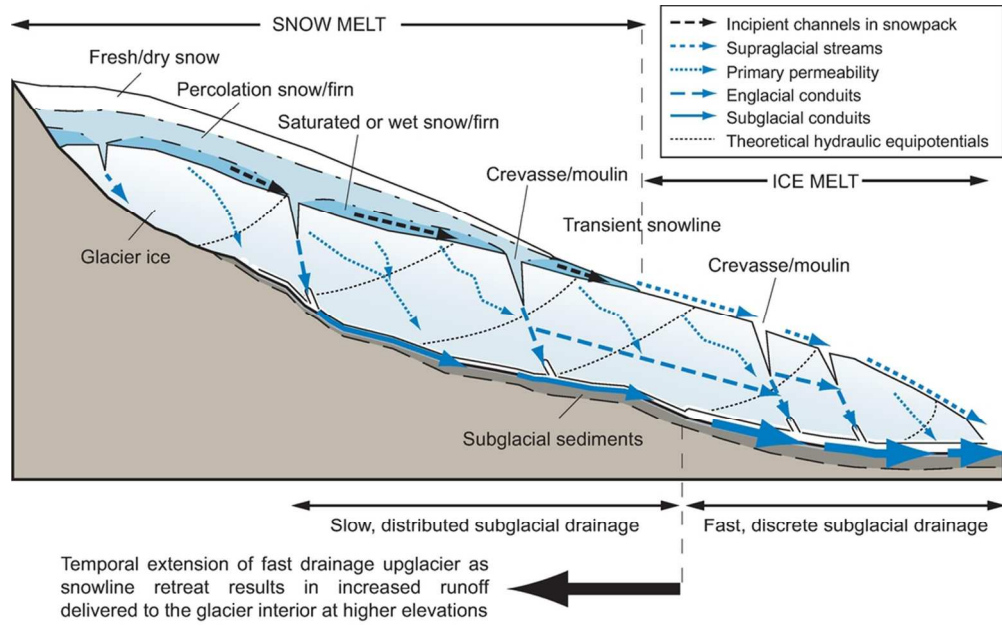 SNOW MELT
Incipient channels in snowpack
Supraglacial streams
Primary permeability
Englacial conduits
Subglacial conduits
Theoretical hydraulic equipotentials
Fresh/dry snow
Percolation snow/firn
Saturated or wet snow/firn
Crevasse/moulin
ICE MELT
Transient snowline
Glacier ice
Crevasse/moulin
Subglacial sediments
Slow, distributed subglacial drainage
Fast, discrete subglacial drainage
Temporal extension of fast drainage upglacier as
snowline retreat results in increased runoff
delivered to the glacier interior at higher elevations